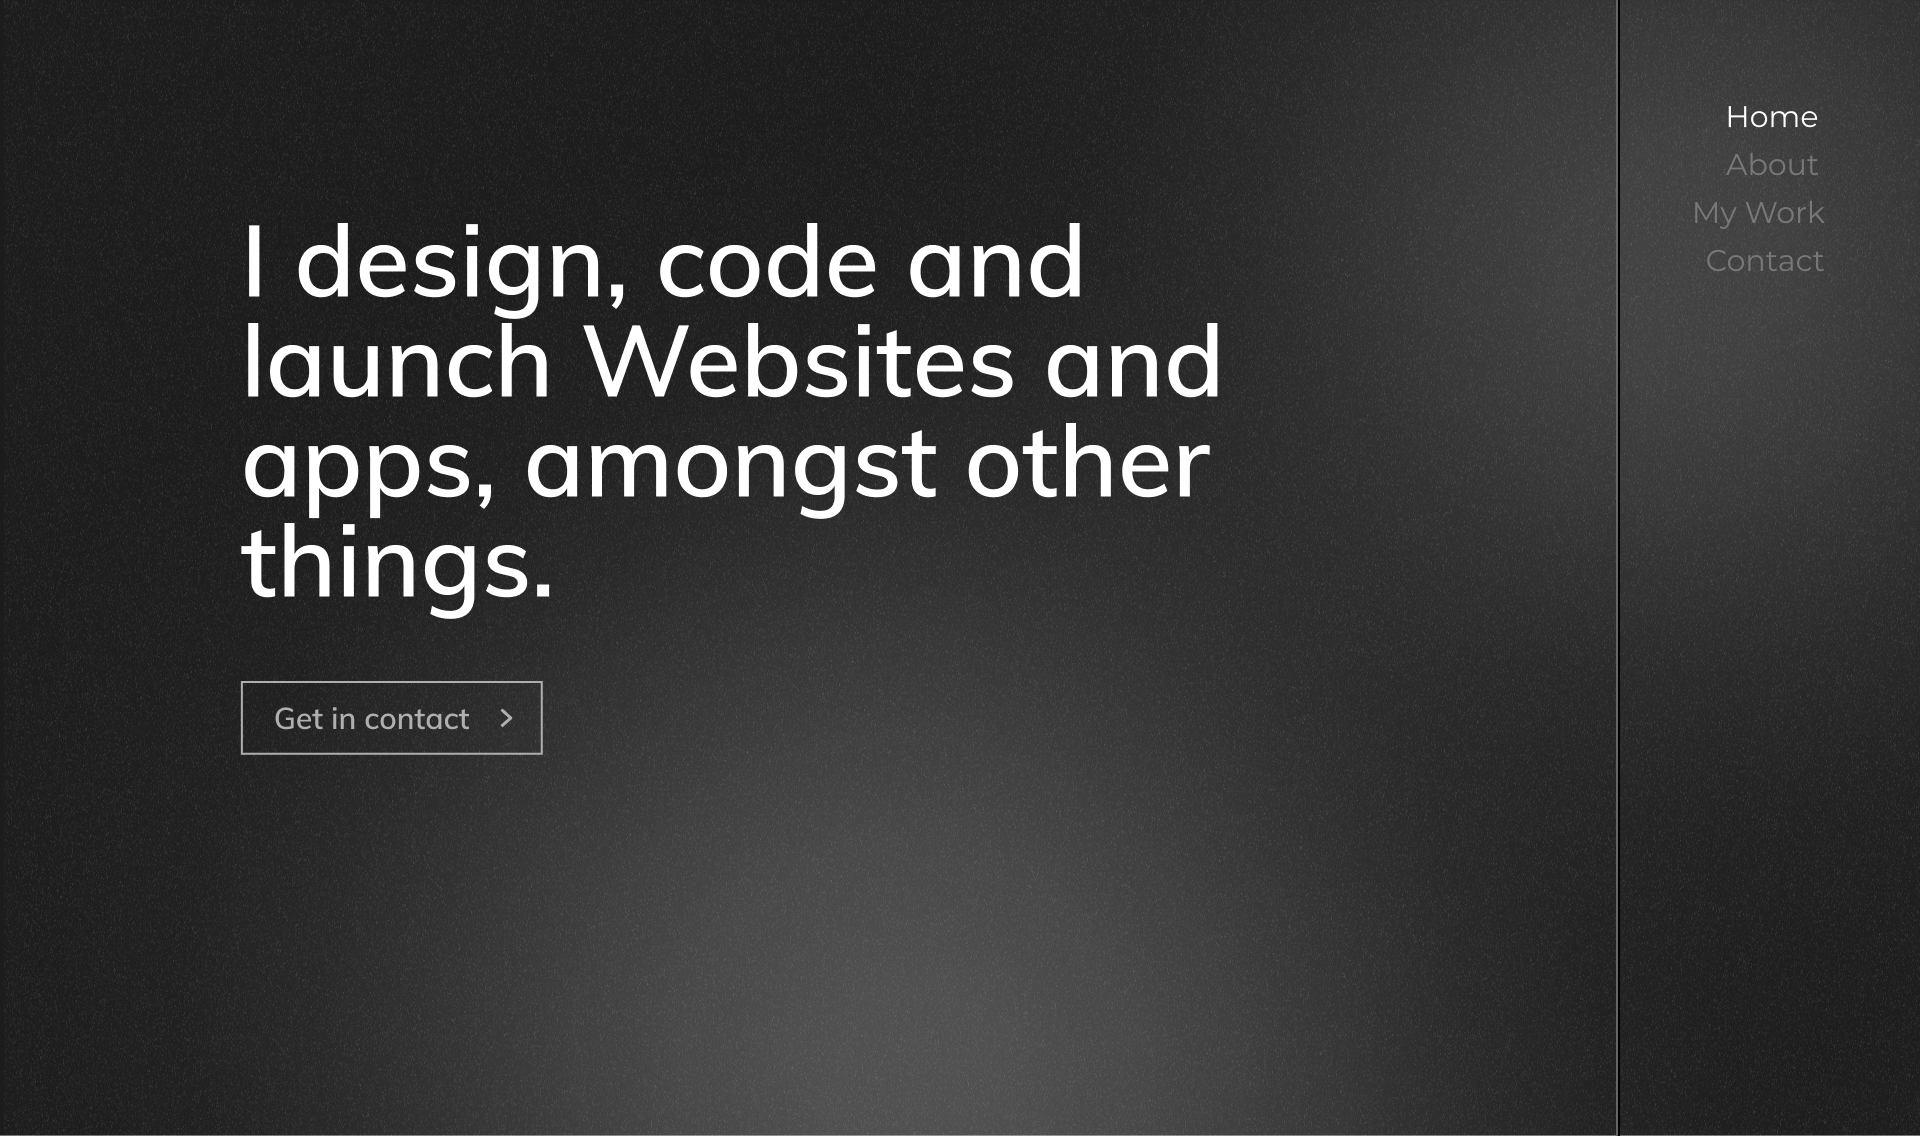 Home
About
My Work
Contact
I design, code and
launch Websites and
apps, amongst other
things.
Get in contact